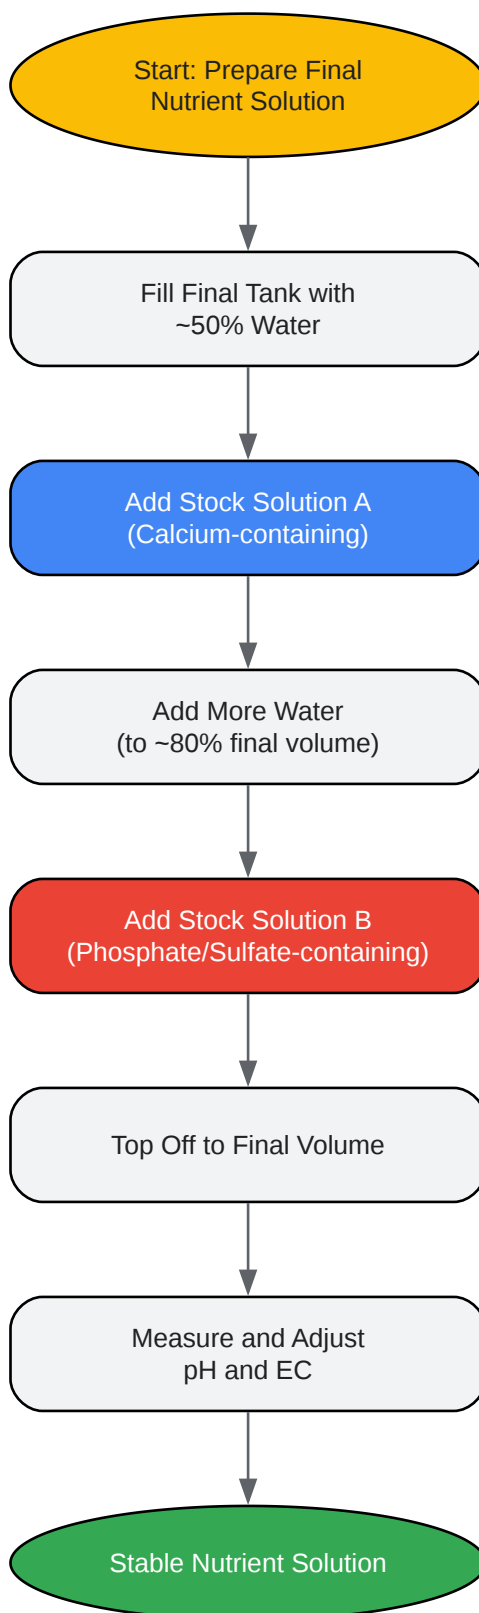 Start: Prepare Final
Nutrient Solution
Fill Final Tank with
~50% Water
Add Stock Solution A
(Calcium-containing)
Add More Water
(to ~80% final volume)
Add Stock Solution B
(Phosphate/Sulfate-containing)
Top Off to Final Volume
Measure and Adjust
pH and EC
Stable Nutrient Solution